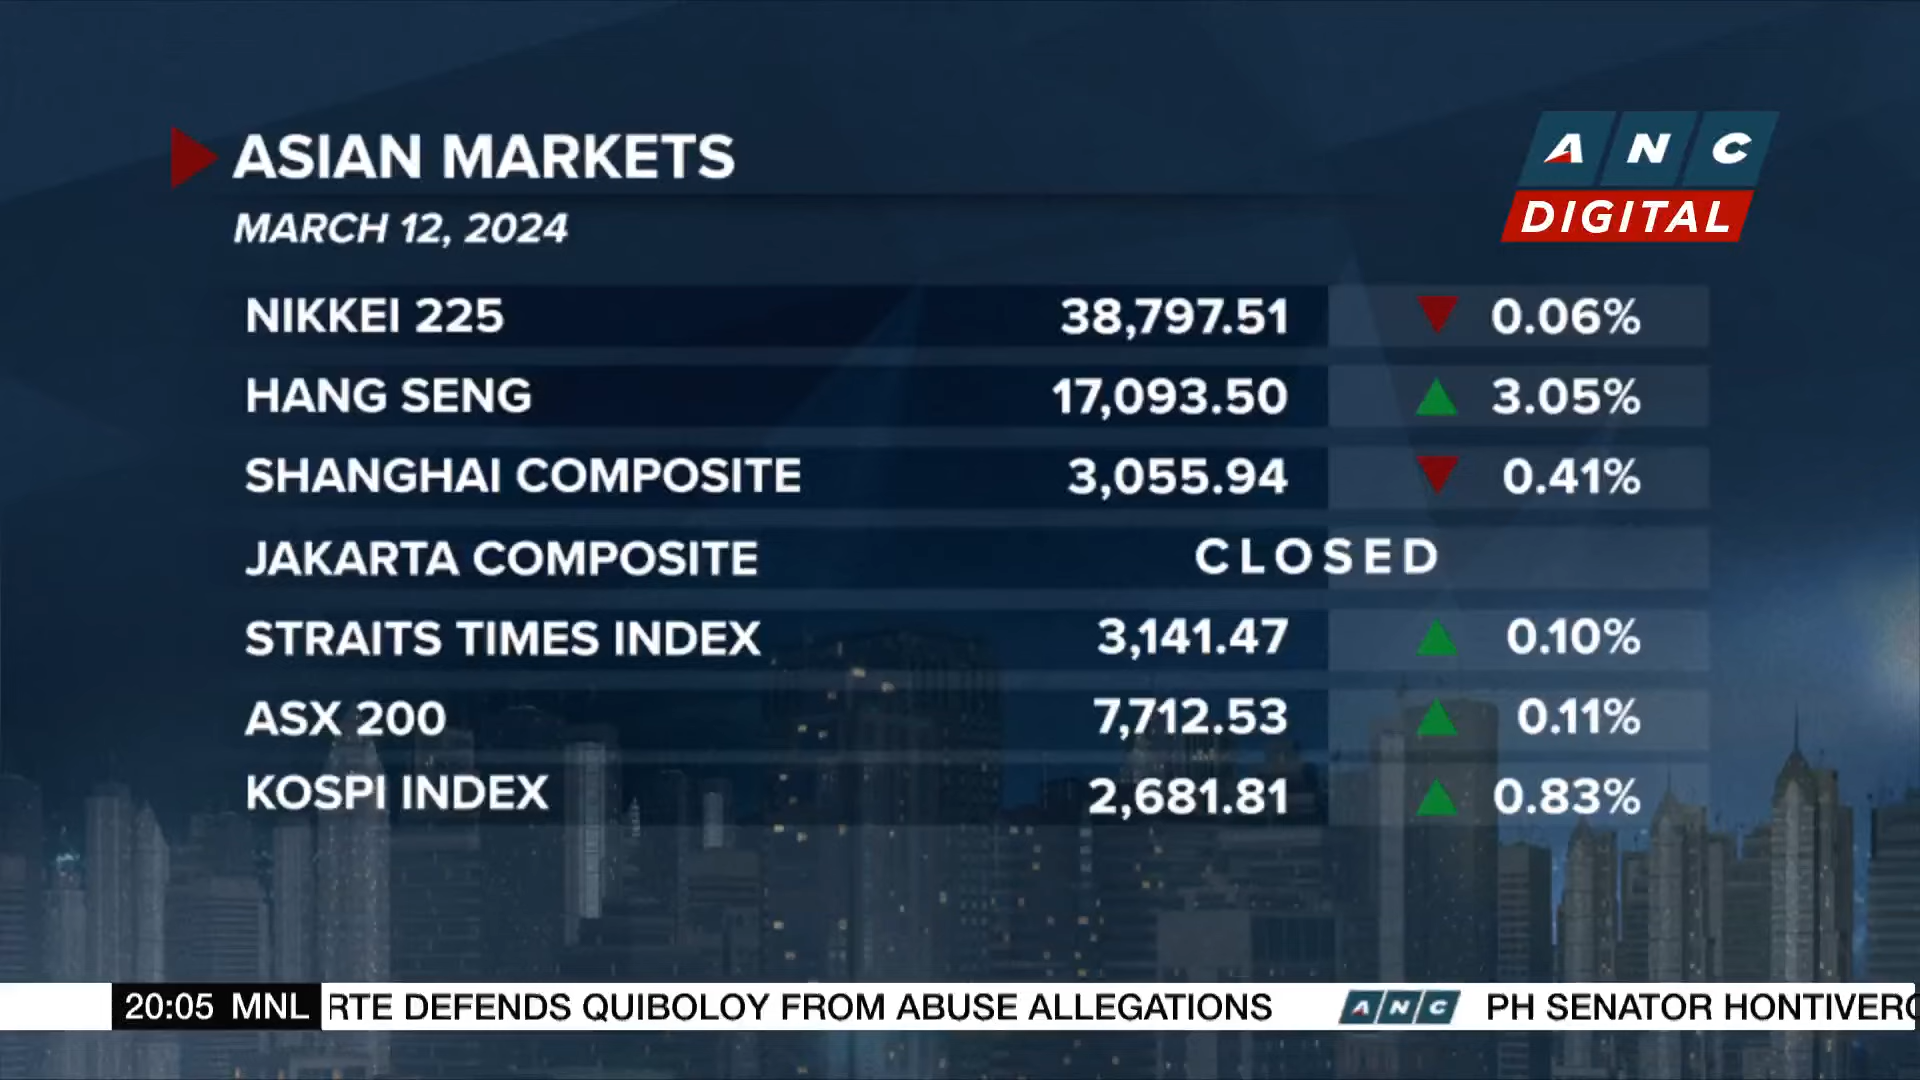 ASIAN MARKETS
MARCH 12, 2024
ANC
DIGITAL
NIKKEI 225 38,797.51 0.06%
HANG SENG 17,093.50 3.05%
SHANGHAI COMPOSITE 3,055.94 0.41%
JAKARTA COMPOSITE CLOSED
STRAITS TIMES INDEX 3,141.47 0.10%
ASX 200 7,712.53 0.11%
KOSPI INDEX 2,681.81 0.83%
20:05 MNL RTE DEFENDS QUIBOLOY FROM ABUSE ALLEGATIONS ANC PH SENATOR HONTIVERO